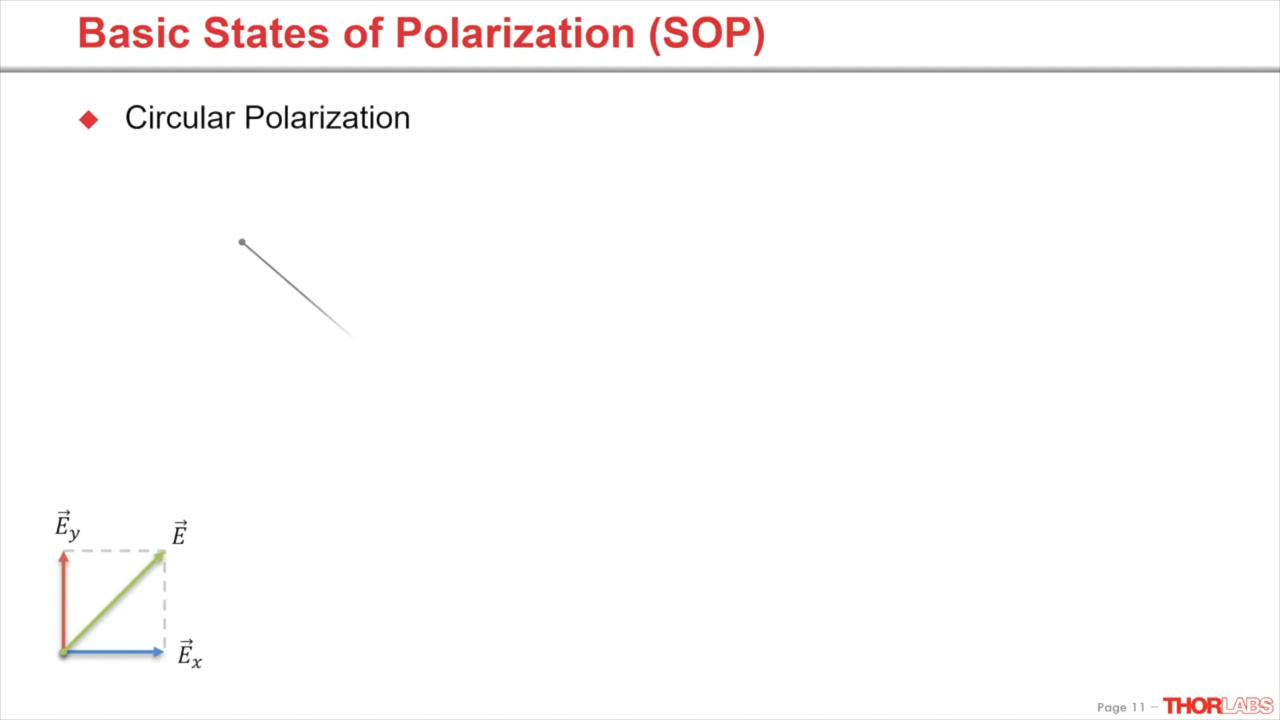 Basic States of Polarization (SOP)
Circular Polarization
E⃗y
E⃗
E⃗x
Page 11 – THORLABS